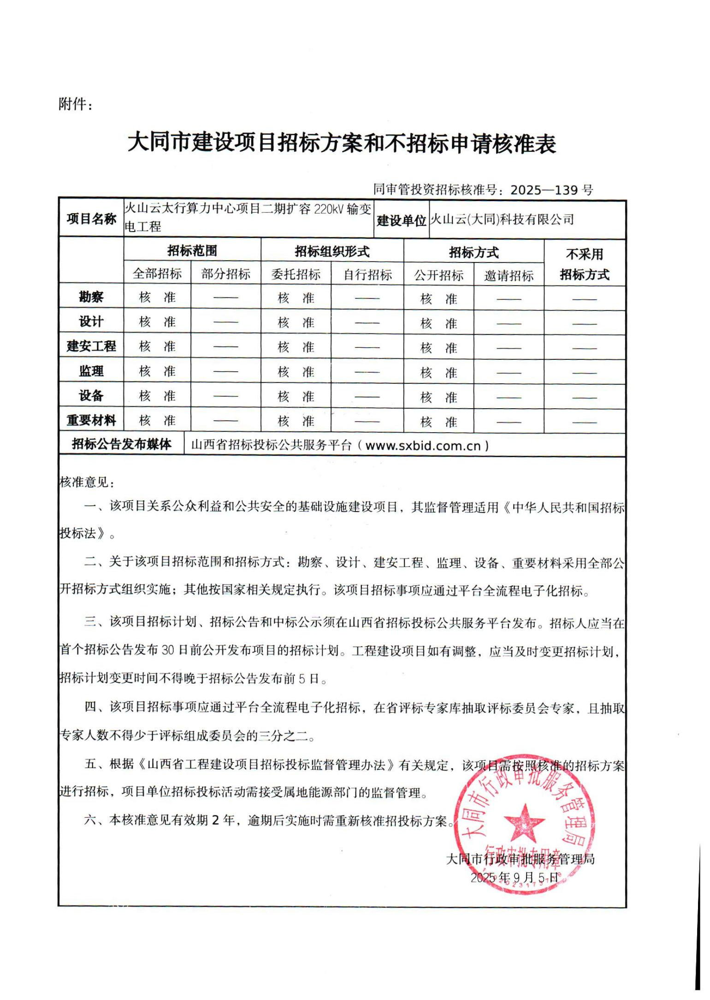 附件：
大同市建设项目招标方案和不招标申请核准表
同审管投资招标核准号：2025—139 号
项目名称 火山云太行算力中心项目二期扩容 220kV 输变
电工程 建设单位 火山云(大同)科技有限公司
招标范围 招标组织形式 招标方式 不采用
招标方式
全部招标 部分招标 委托招标 自行招标 公开招标 邀请招标
勘察 核 准 —— 核 准 —— 核 准 —— ——
设计 核 准 —— 核 准 —— 核 准 —— ——
建安工程 核 准 —— 核 准 —— 核 准 —— ——
监理 核 准 —— 核 准 —— 核 准 —— ——
设备 核 准 —— 核 准 —— 核 准 —— ——
重要材料 核 准 —— 核 准 —— 核 准 —— ——
招标公告发布媒体 山西省招标投标公共服务平台（www.sxbid.com.cn）
核准意见：
一、该项目关系公众利益和公共安全的基础设施建设项目，其监督管理适用《中华人民共和国招标
投标法》。
二、关于该项目招标范围和招标方式：勘察、设计、建安工程、监理、设备、重要材料采用全部公
开招标方式组织实施；其他按国家相关规定执行。该项目招标事项应通过平台全流程电子化招标。
三、该项目招标计划、招标公告和中标公示须在山西省招标投标公共服务平台发布。招标人应当在
首个招标公告发布 30 日前公开发布项目的招标计划。工程建设项目如有调整，应当及时变更招标计划，
招标计划变更时间不得晚于招标公告发布前 5 日。
四、该项目招标事项应通过平台全流程电子化招标，在省评标专家库抽取评标委员会专家，且抽取
专家人数不得少于评标组成委员会的三分之二。
五、根据《山西省工程建设项目招标投标监督管理办法》有关规定，该项目需按照核准的招标方案
进行招标，项目单位招标投标活动需接受属地能源部门的监督管理。
六、本核准意见有效期 2 年，逾期后实施时需重新核准招投标方案。
大同市行政审批服务管理局
2025 年 9 月 5 日
大同市行政审批服务管理局
行政审批专用章